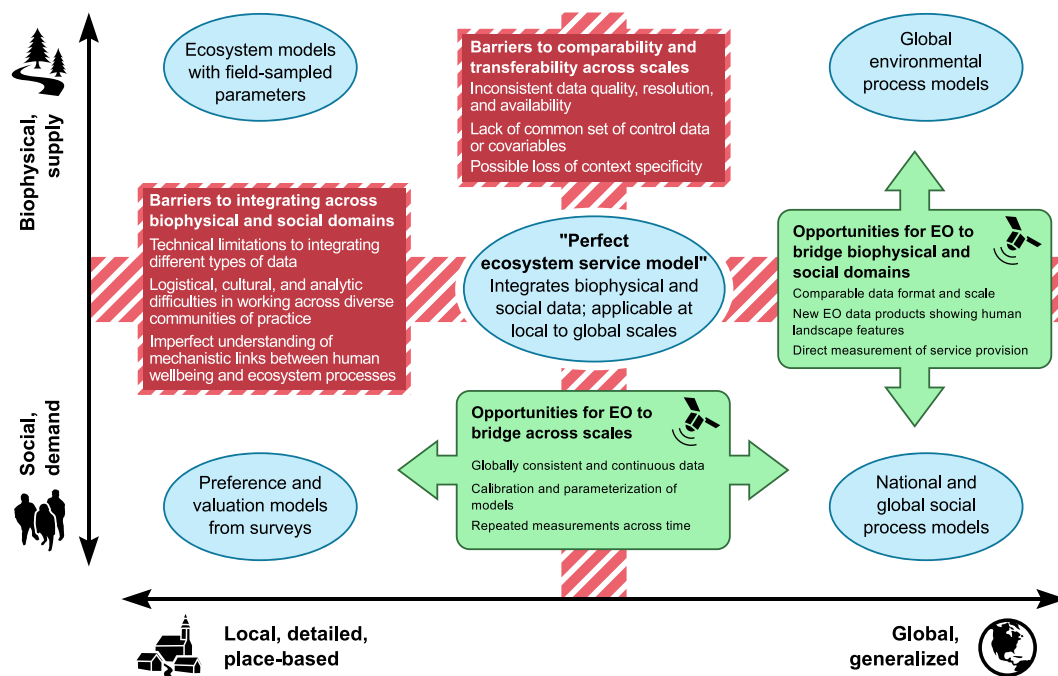 Ecosystem models
with field-sampled
parameters
Barriers to comparability and
transferability across scales
Inconsistent data quality, resolution,
and availability
Lack of common set of control data
or covariables
Possible loss of context specificity
Global
environmental
process models
Biophysical,
supply
Barriers to integrating across
biophysical and social domains
Technical limitations to integrating
different types of data
Logistical, cultural, and analytic
difficulties in working across diverse
communities of practice
Imperfect understanding of
mechanistic links between human
wellbeing and ecosystem processes
"Perfect
ecosystem service model"
Integrates biophysical and
social data; applicable at
local to global scales
Opportunities for EO to
bridge biophysical and
social domains
Comparable data format and scale
New EO data products showing human
landscape features
Direct measurement of service provision
Social,
demand
Preference and
valuation models
from surveys
Opportunities for EO to
bridge across scales
Globally consistent and continuous data
Calibration and parameterization of
models
Repeated measurements across time
National and
global social
process models
Local, detailed,
place-based
Global,
generalized